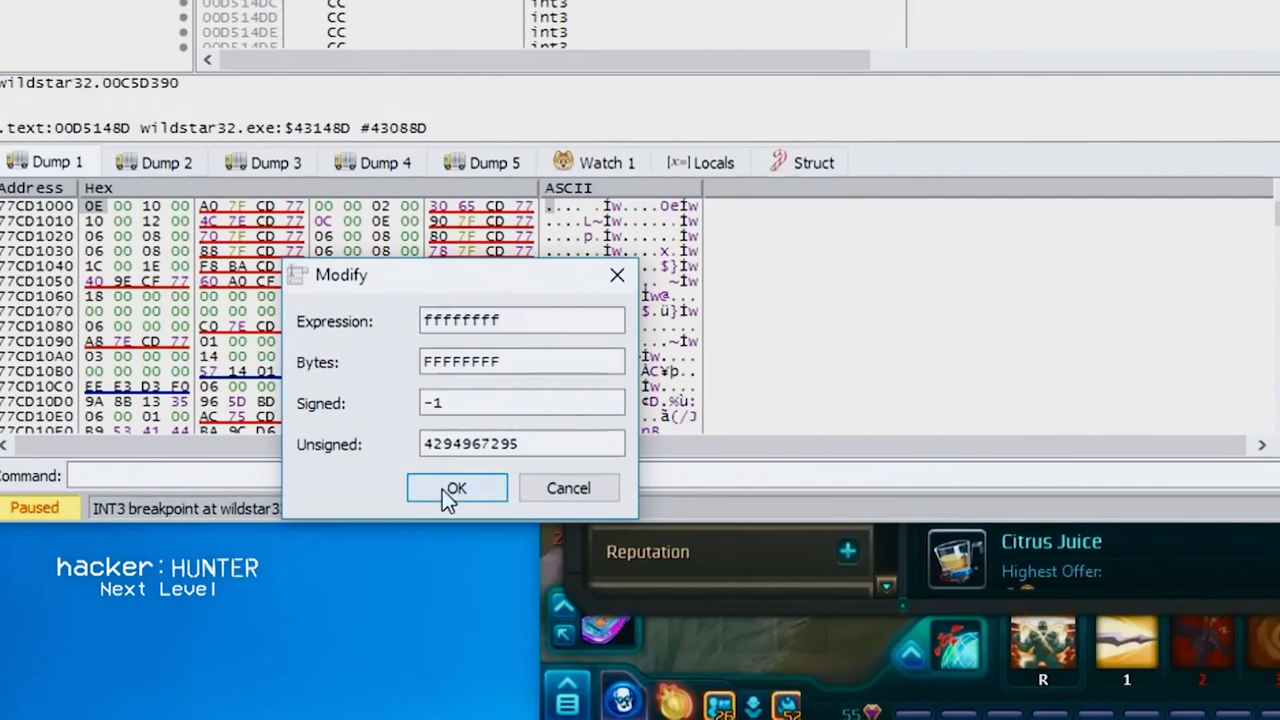 00D514DC CC int3
00D514DD CC int3
00D514DE CC int3
wildstar32.00C5D390
.text:00D5148D wildstar32.exe:$43148D #43088D
Dump 1 Dump 2 Dump 3 Dump 4 Dump 5 Watch 1 [x=] Locals Struct
Address Hex ASCII
77CD1000 0E 00 10 00 A0 7F CD 77 00 00 02 00 30 65 CD 77
77CD1010 10 00 12 00 4C 7E CD 77 0C 00 0E 00 90 7F CD 77
77CD1020 06 00 08 00 70 7F CD 77 06 00 08 00 80 7F CD 77
77CD1030 06 00 08 00 88 7F CD 77 06 00 08 00 78 7F CD 77
77CD1040 1C 00 1E 00 F8 BA CD
77CD1050 40 9E CF 77 60 A0 CF
77CD1060 18 00 00 00 00 00 00
77CD1070 00 00 00 00 00 00 00
77CD1080 06 00 00 00 C0 7E CD
77CD1090 A8 7E CD 77 01 00 00
77CD10A0 03 00 00 00 14 00 00
77CD10B0 00 00 00 00 57 14 01
77CD10C0 EE E3 D3 F0 06 00 00
77CD10D0 9A 8B 13 35 96 5D BD
77CD10E0 06 00 01 00 AC 75 CD
Modify
Expression: ffffffff
Bytes: FFFFFFFF
Signed: -1
Unsigned: 4294967295
OK Cancel
Command:
Paused INT3 breakpoint at wildstar3
hacker:HUNTER
Next Level
Reputation
Citrus Juice
Highest Offer:
R 1 2
26 52 55